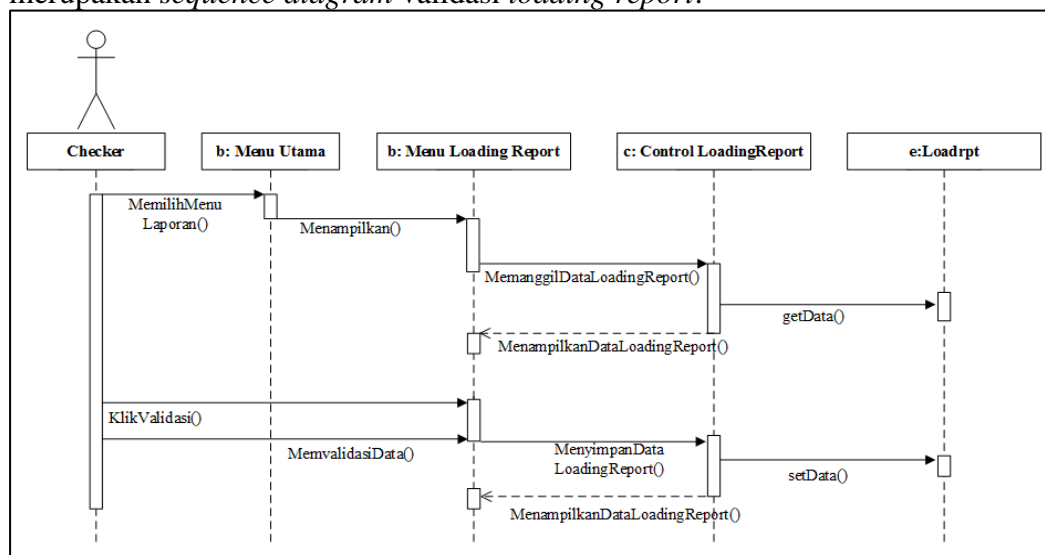 merupakan sequence diagram validasi loading report.
Checker
b: Menu Utama
b: Menu Loading Report
c: Control LoadingReport
e:Loadrpt
MemilihMenu
Laporan()
Menampilkan()
MemanggilDataLoadingReport()
getData()
MenampilkanDataLoadingReport()
KlikValidasi()
MemvalidasiData()
MenyimpanData
LoadingReport()
setData()
MenampilkanDataLoadingReport()